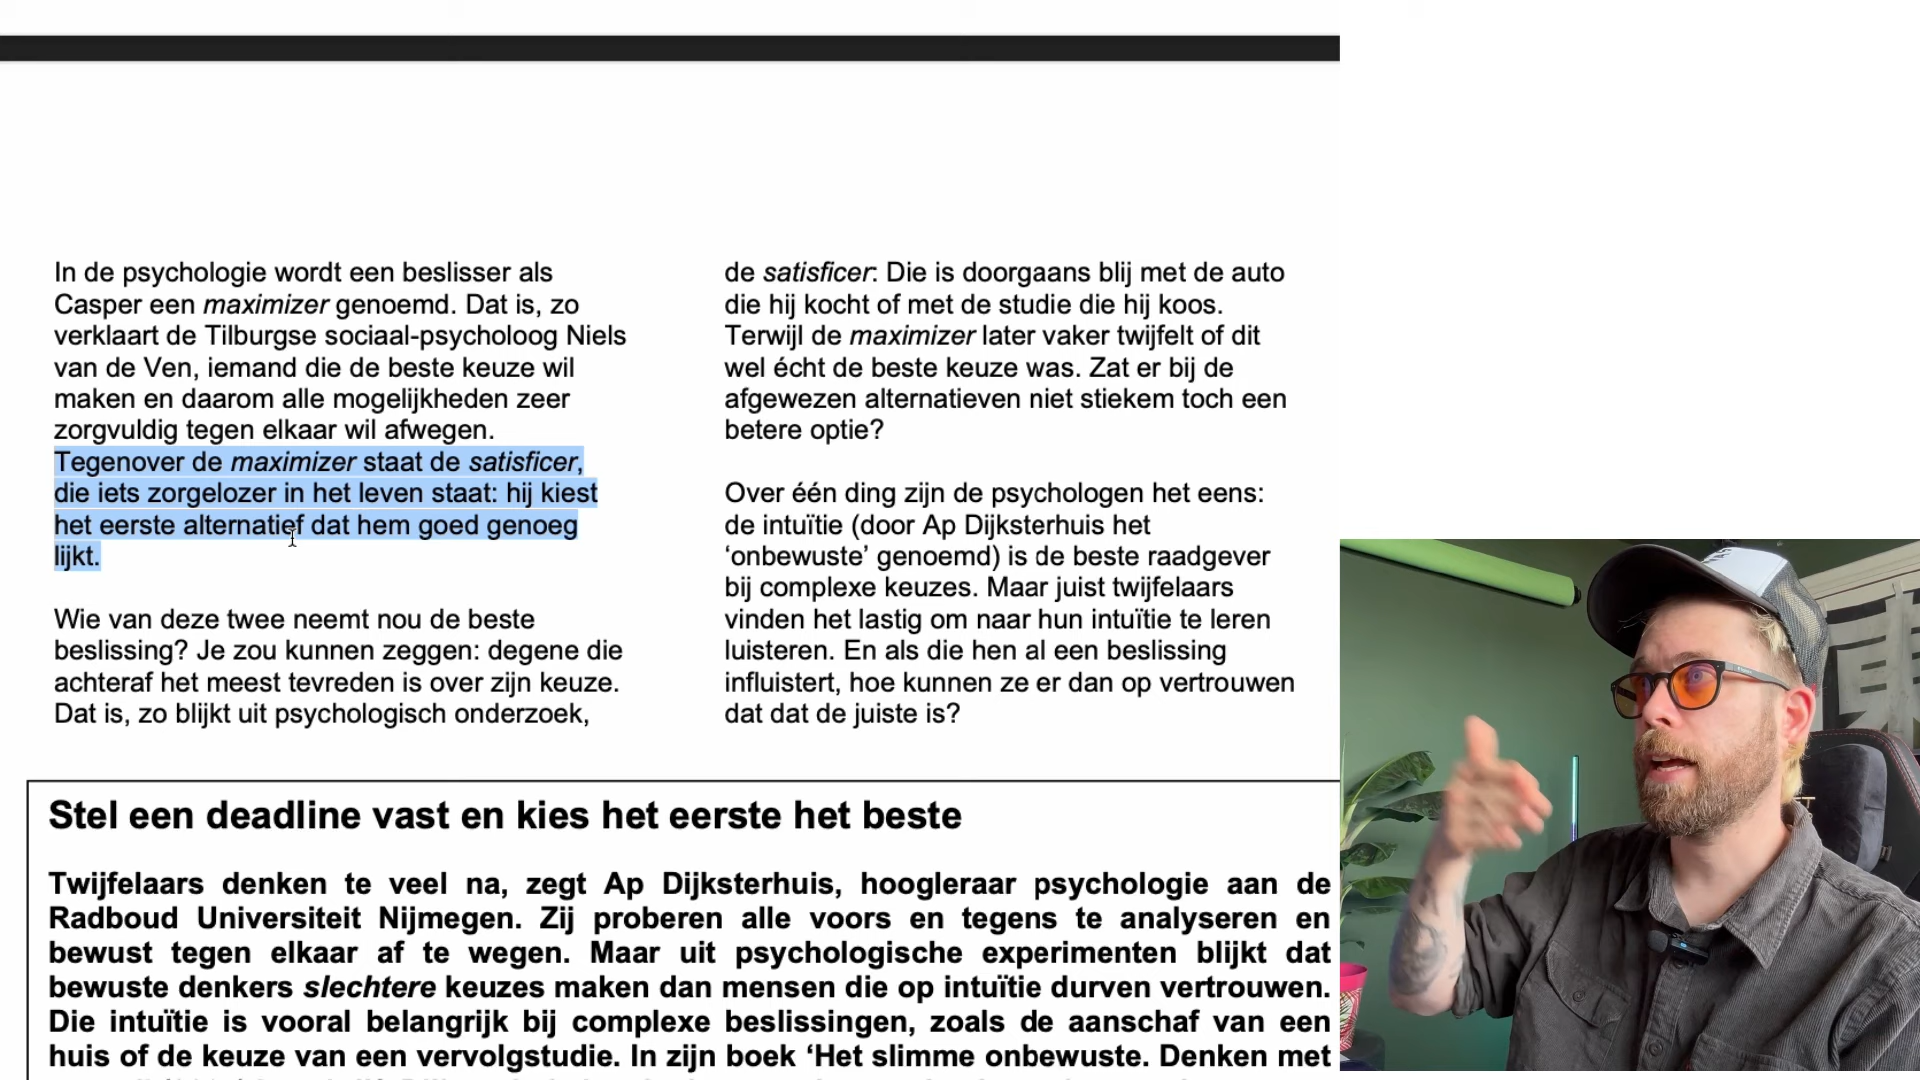 In de psychologie wordt een beslisser als
Casper een maximizer genoemd. Dat is, zo
verklaart de Tilburgse sociaal-psycholoog Niels
van de Ven, iemand die de beste keuze wil
maken en daarom alle mogelijkheden zeer
zorgvuldig tegen elkaar wil afwegen.
Tegenover de maximizer staat de satisficer,
die iets zorgelozer in het leven staat: hij kiest
het eerste alternatief dat hem goed genoeg
lijkt.
Wie van deze twee neemt nou de beste
beslissing? Je zou kunnen zeggen: degene die
achteraf het meest tevreden is over zijn keuze.
Dat is, zo blijkt uit psychologisch onderzoek,
de satisficer: Die is doorgaans blij met de auto
die hij kocht of met de studie die hij koos.
Terwijl de maximizer later vaker twijfelt of dit
wel écht de beste keuze was. Zat er bij de
afgewezen alternatieven niet stiekem toch een
betere optie?
Over één ding zijn de psychologen het eens:
de intuïtie (door Ap Dijksterhuis het
‘onbewuste’ genoemd) is de beste raadgever
bij complexe keuzes. Maar juist twijfelaars
vinden het lastig om naar hun intuïtie te leren
luisteren. En als die hen al een beslissing
influistert, hoe kunnen ze er dan op vertrouwen
dat dat de juiste is?
Stel een deadline vast en kies het eerste het beste
Twijfelaars denken te veel na, zegt Ap Dijksterhuis, hoogleraar psychologie aan de
Radboud Universiteit Nijmegen. Zij proberen alle voors en tegens te analyseren en
bewust tegen elkaar af te wegen. Maar uit psychologische experimenten blijkt dat
bewuste denkers slechtere keuzes maken dan mensen die op intuïtie durven vertrouwen.
Die intuïtie is vooral belangrijk bij complexe beslissingen, zoals de aanschaf van een
huis of de keuze van een vervolgstudie. In zijn boek ‘Het slimme onbewuste. Denken met